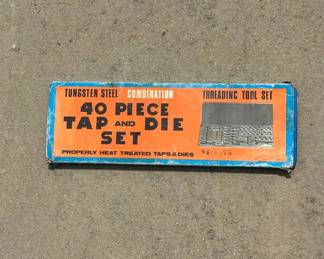 TUNGSTEN STEEL COMBINATION THREADING TOOL SET
40 PIECE
TAP AND DIE
SET
PROPERLY HEAT TREATED TAPS & DIES